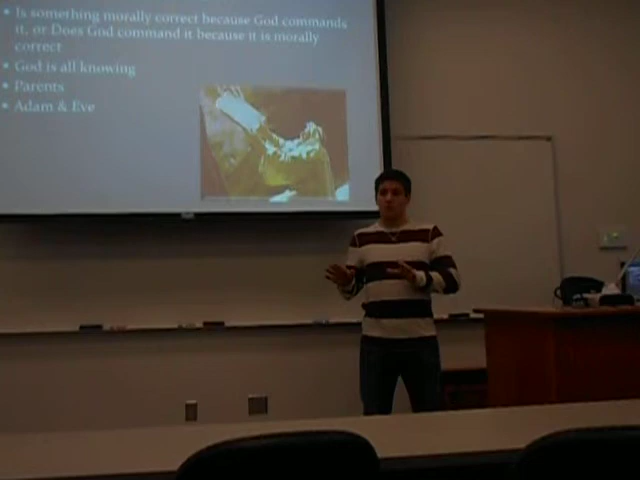 • Is something morally correct because God commands
it, or Does God command it because it is morally
correct
• God is all knowing
• Parents
• Adam & Eve